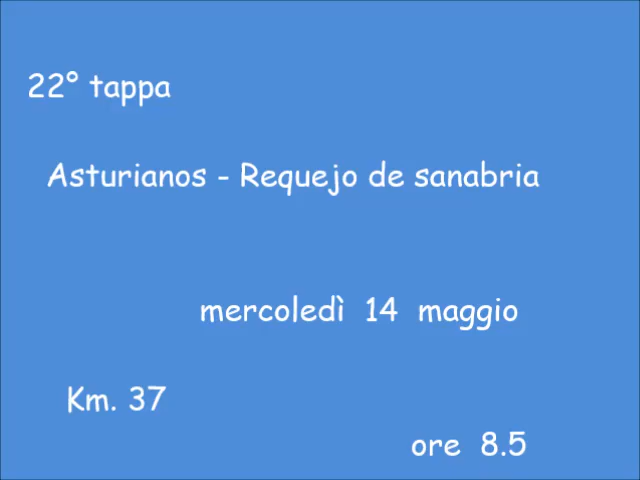 22° tappa
Asturianos - Requejo de sanabria
mercoledì 14 maggio
Km. 37
ore 8.5